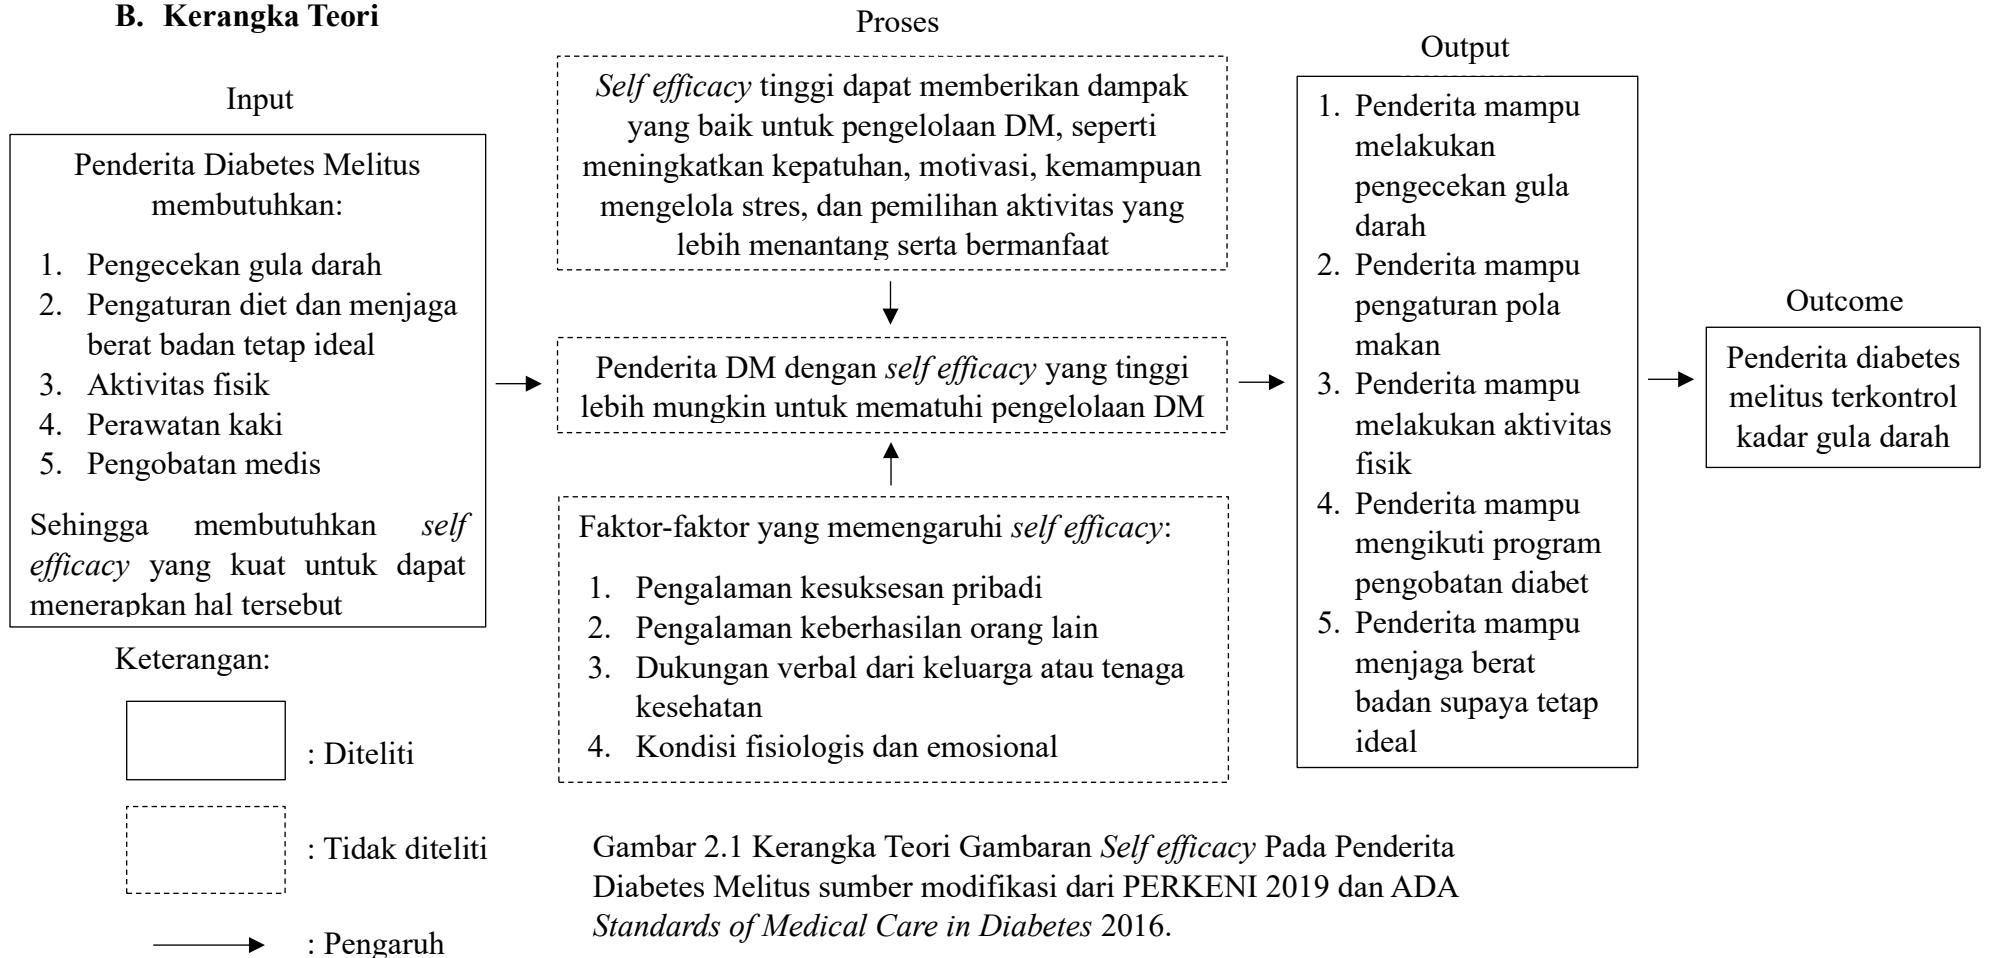 B. Kerangka Teori
Input
Penderita Diabetes Melitus
membutuhkan:
1. Pengecekan gula darah
2. Pengaturan diet dan menjaga
berat badan tetap ideal
3. Aktivitas fisik
4. Perawatan kaki
5. Pengobatan medis
Sehingga membutuhkan self
efficacy yang kuat untuk dapat
menerapkan hal tersebut
Proses
Self efficacy tinggi dapat memberikan dampak
yang baik untuk pengelolaan DM, seperti
meningkatkan kepatuhan, motivasi, kemampuan
mengelola stres, dan pemilihan aktivitas yang
lebih menantang serta bermanfaat
Penderita DM dengan self efficacy yang tinggi
lebih mungkin untuk mematuhi pengelolaan DM
Faktor-faktor yang memengaruhi self efficacy:
1. Pengalaman kesuksesan pribadi
2. Pengalaman keberhasilan orang lain
3. Dukungan verbal dari keluarga atau tenaga
kesehatan
4. Kondisi fisiologis dan emosional
Output
1. Penderita mampu
melakukan
pengecekan gula
darah
2. Penderita mampu
pengaturan pola
makan
3. Penderita mampu
melakukan aktivitas
fisik
4. Penderita mampu
mengikuti program
pengobatan diabet
5. Penderita mampu
menjaga berat
badan supaya tetap
ideal
Outcome
Penderita diabetes
melitus terkontrol
kadar gula darah
Keterangan:
: Diteliti
: Tidak diteliti
: Pengaruh
Gambar 2.1 Kerangka Teori Gambaran Self efficacy Pada Penderita
Diabetes Melitus sumber modifikasi dari PERKENI 2019 dan ADA
Standards of Medical Care in Diabetes 2016.